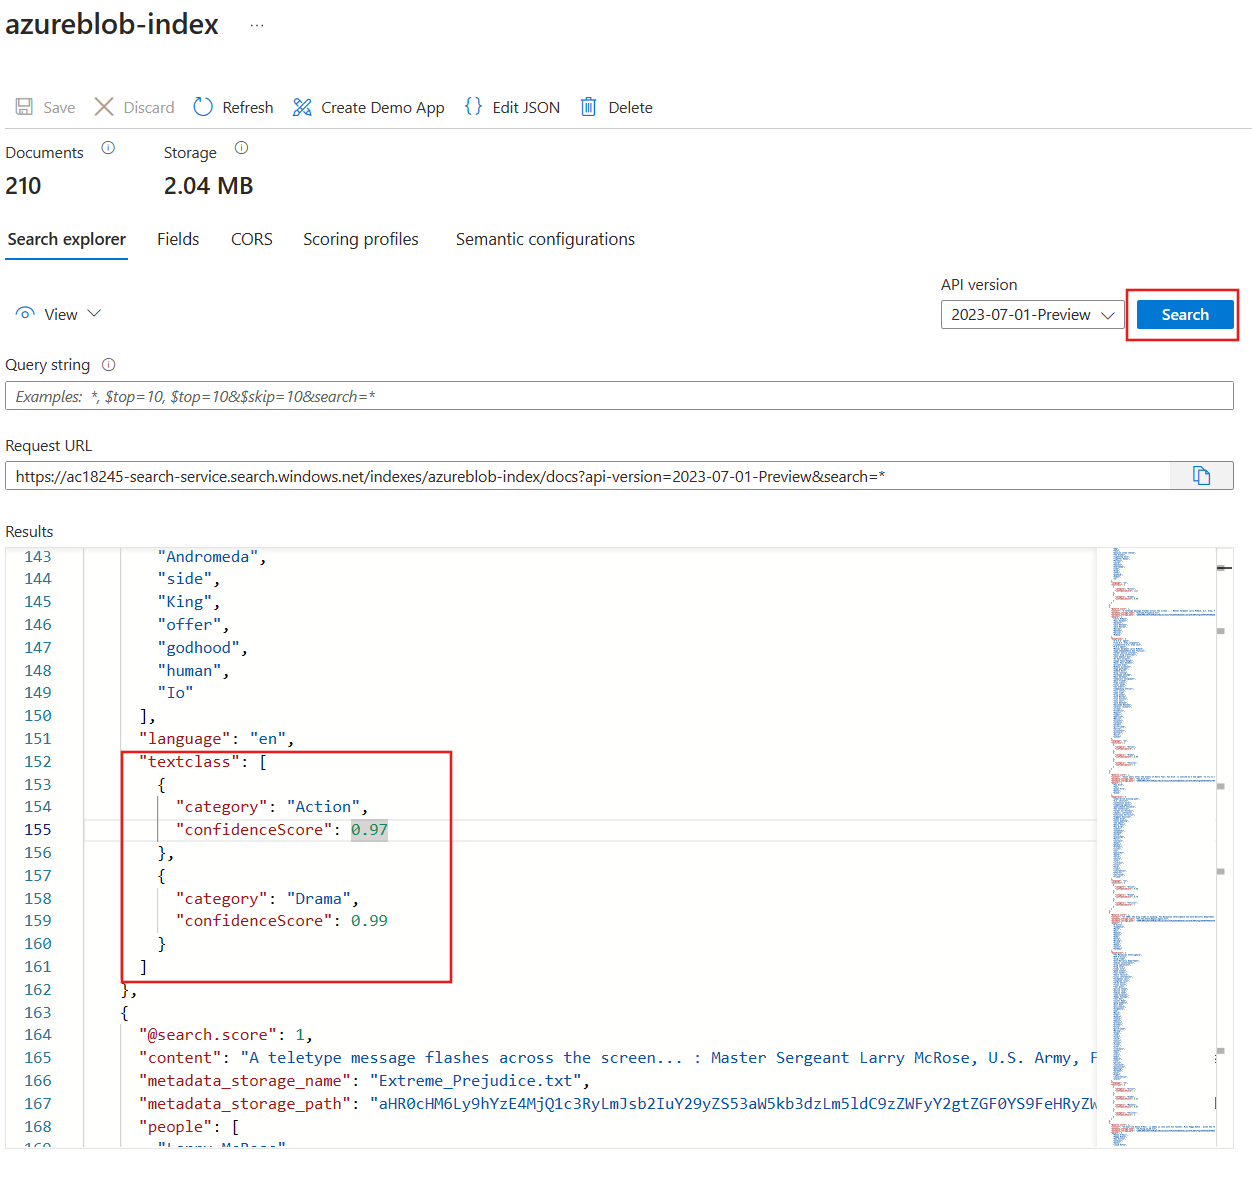 azureblob-index ...
Save Discard Refresh Create Demo App {} Edit JSON Delete
Documents Storage
210 2.04 MB
Search explorer Fields CORS Scoring profiles Semantic configurations
API version
View 2023-07-01-Preview Search
Query string
Examples: *, $top=10, $top=10&$skip=10&search=*
Request URL
https://ac18245-search-service.search.windows.net/indexes/azureblob-index/docs?api-version=2023-07-01-Preview&search=*
Results
143 "Andromeda",
144 "side",
145 "King",
146 "offer",
147 "godhood",
148 "human",
149 "Io"
150 ],
151 "language": "en",
152 "textclass": [
153 {
154 "category": "Action",
155 "confidenceScore": 0.97
156 },
157 {
158 "category": "Drama",
159 "confidenceScore": 0.99
160 }
161 ]
162 },
163 {
164 "@search.score": 1,
165 "content": "A teletype message flashes across the screen... : Master Sergeant Larry McRose, U.S. Army, F
166 "metadata_storage_name": "Extreme_Prejudice.txt",
167 "metadata_storage_path": "aHR0cHM6Ly9hYzE4MjQ1c3RyLmJsb2IuY29yZS53aW5kb3dzLm5ldC9zZWFyY2gtZGF0YS9FeHRyZW
168 "people": [
169 "Larry McRose"